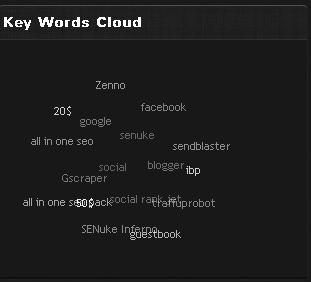 Key Words Cloud
Zenno
20$
facebook
google
senuke
all in one seo
sendblaster
social
blogger
ibp
Gscraper
all in one seo pack
50$
social rank jet
traffuprobot
SENuke Inferno
guestbook